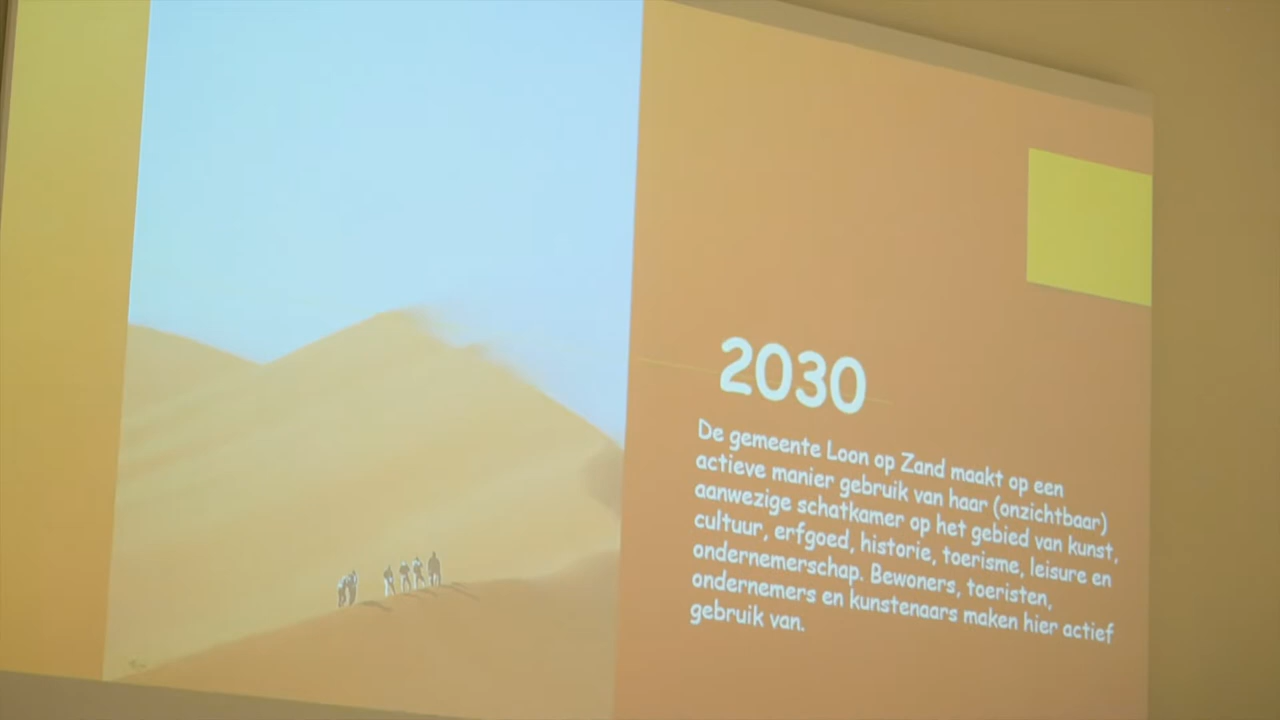 2030
De gemeente Loon op Zand maakt op een
actieve manier gebruik van haar (onzichtbaar)
aanwezige schatkamer op het gebied van kunst,
cultuur, erfgoed, historie, toerisme, leisure en
ondernemerschap. Bewoners, toeristen,
ondernemers en kunstenaars maken hier actief
gebruik van.